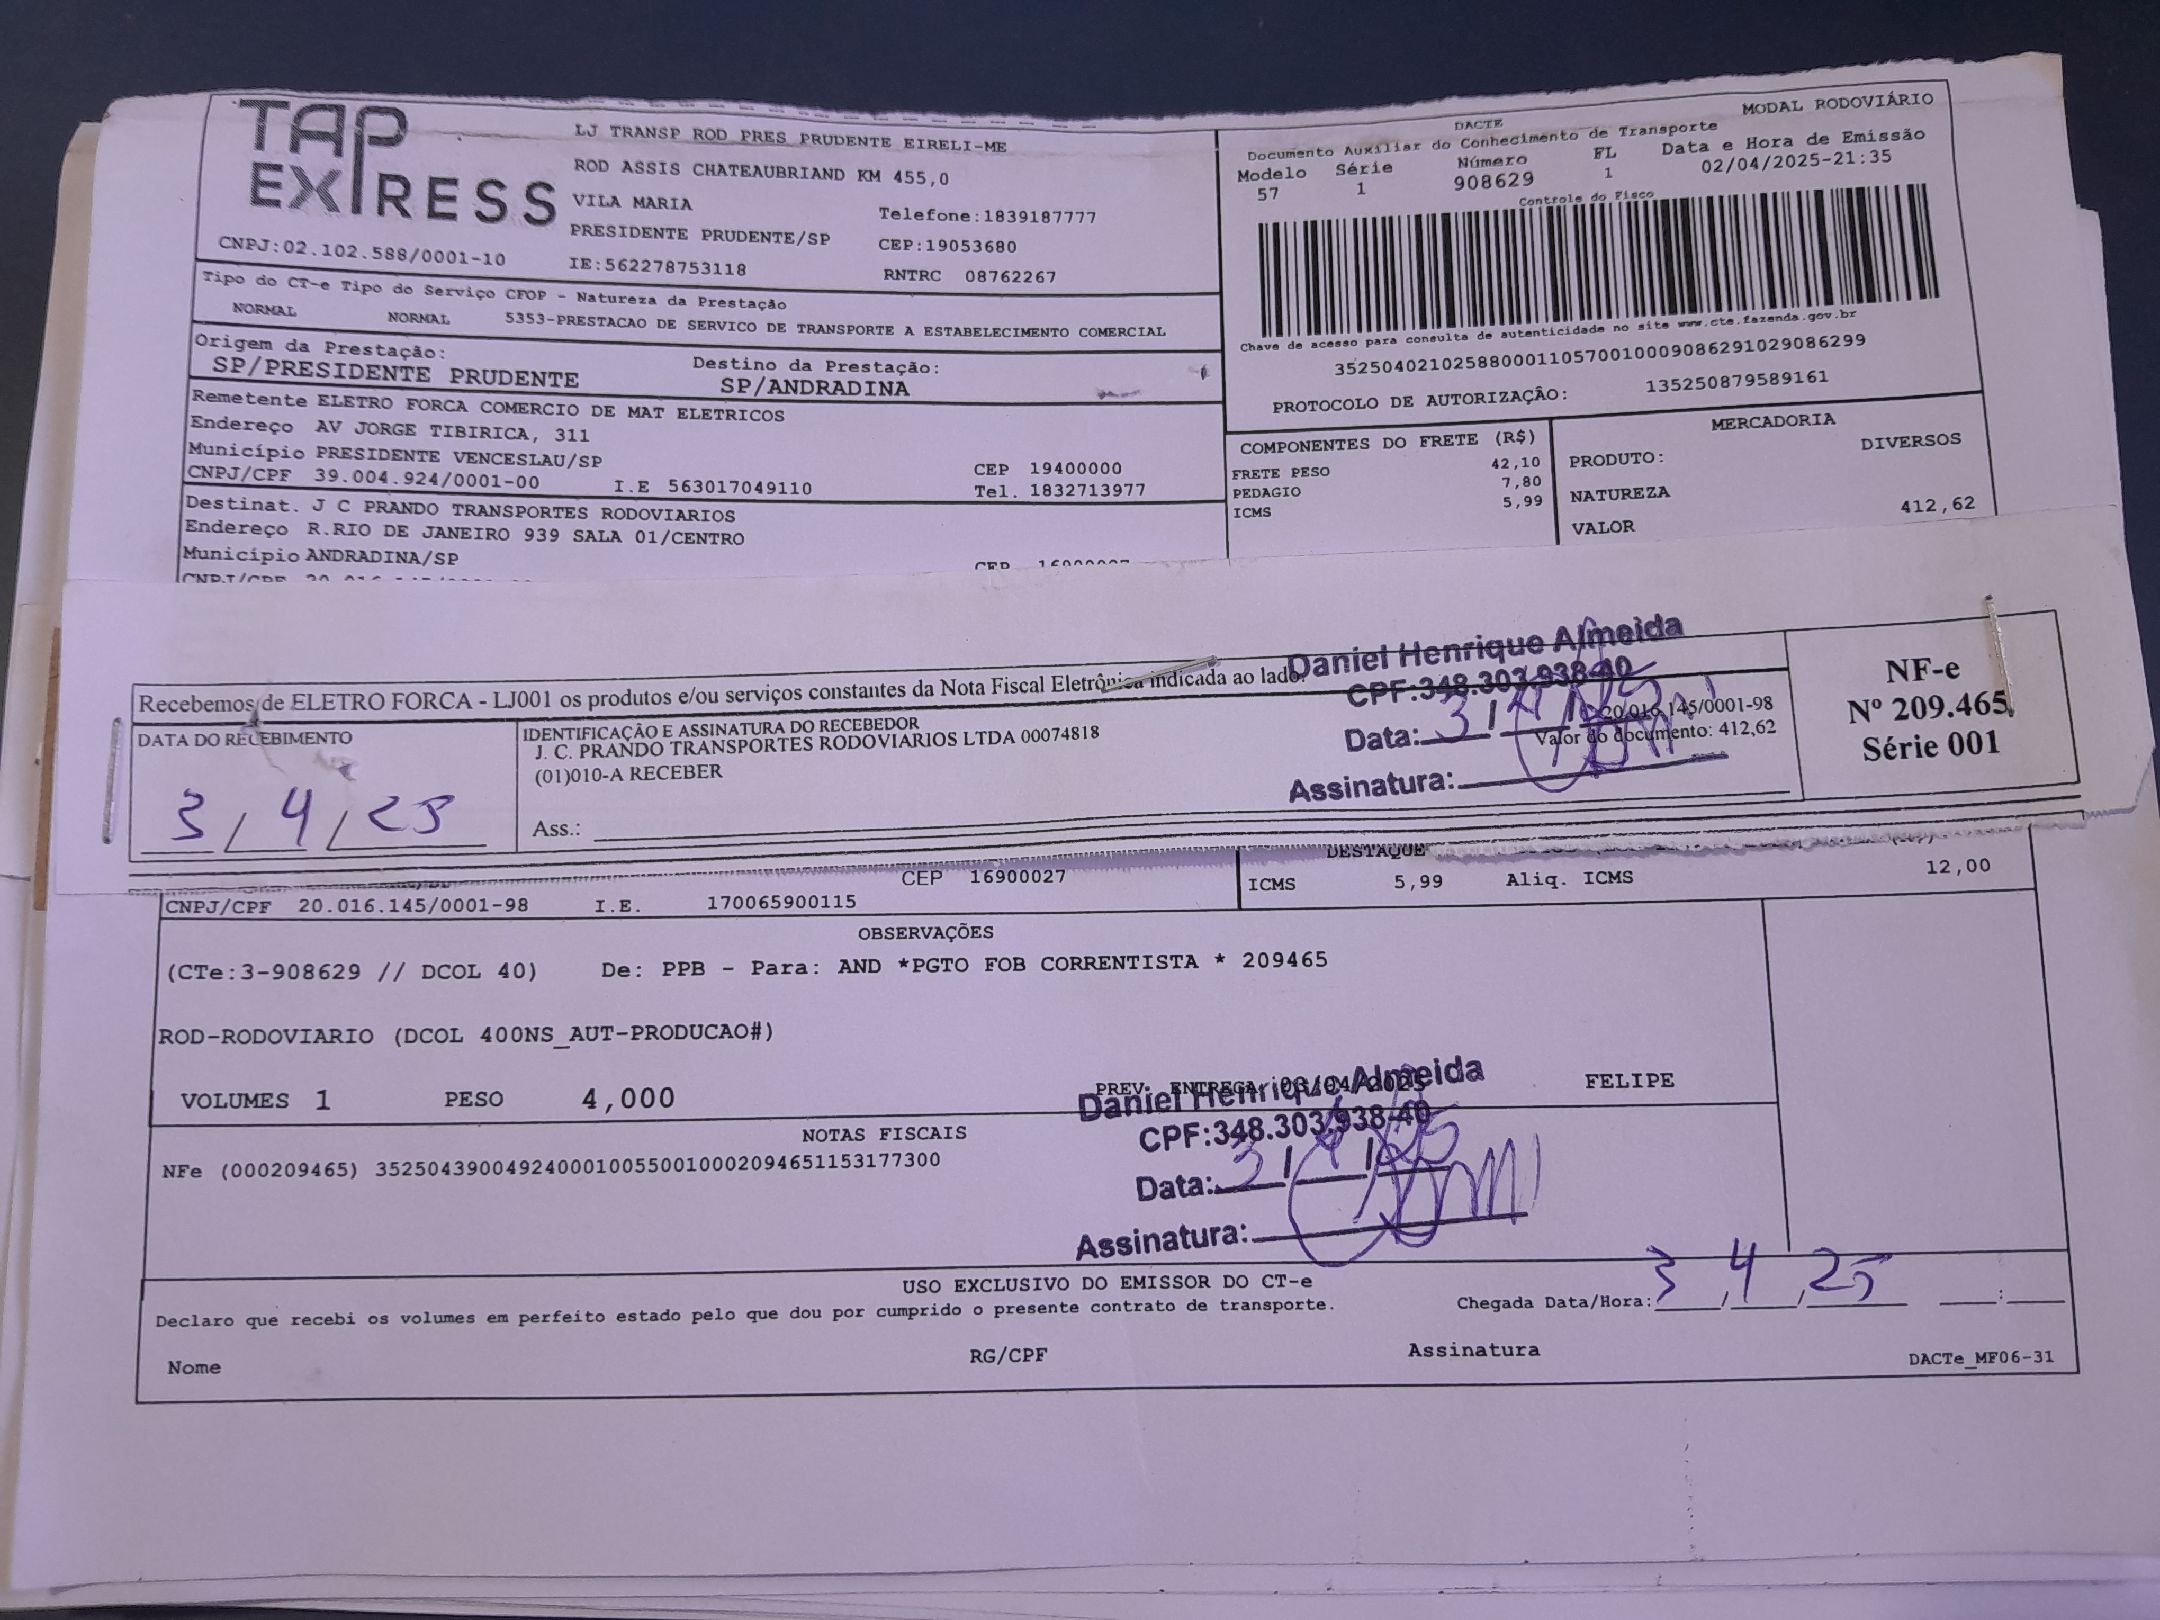 TAP
EXPRESS
LJ TRANSP ROD PRES PRUDENTE EIRELI-ME
ROD ASSIS CHATEAUBRIAND KM 455,0
VILA MARIA
Telefone:1839187777
PRESIDENTE PRUDENTE/SP
CEP:19053680
CNPJ:02.102.588/0001-10
IE:562278753118
RNTRC 08762267
Tipo do CT-e Tipo do Serviço CFOP - Natureza da Prestação
NORMAL NORMAL 5353-PRESTACAO DE SERVICO DE TRANSPORTE A ESTABELECIMENTO COMERCIAL
Origem da Prestação:
SP/PRESIDENTE PRUDENTE
Destino da Prestação:
SP/ANDRADINA
Remetente ELETRO FORCA COMERCIO DE MAT ELETRICOS
Endereço AV JORGE TIBIRICA, 311
Município PRESIDENTE VENCESLAU/SP
CEP 19400000
CNPJ/CPF 39.004.924/0001-00 I.E 563017049110
Tel. 1832713977
Destinat. J C PRANDO TRANSPORTES RODOVIARIOS
Endereço R.RIO DE JANEIRO 939 SALA 01/CENTRO
Município ANDRADINA/SP
MODAL RODOVIÁRIO
DACTE
Documento Auxiliar do Conhecimento de Transporte
Modelo Série Número FL Data e Hora de Emissão
57 1 908629 1 02/04/2025-21:35
Controle do Fisco
Chave de acesso para consulta de autenticidade no site www.cte.fazenda.gov.br
35250402102588000110570010009086291029086299
PROTOCOLO DE AUTORIZAÇÃO: 135250879589161
COMPONENTES DO FRETE (R$)
FRETE PESO 42,10
PEDAGIO 7,80
ICMS 5,99
MERCADORIA
PRODUTO: DIVERSOS
NATUREZA
VALOR 412,62
Recebemos de ELETRO FORCA - LJ001 os produtos e/ou serviços constantes da Nota Fiscal Eletrônica indicada ao lado.
DATA DO RECEBIMENTO
3/4/25
IDENTIFICAÇÃO E ASSINATURA DO RECEBEDOR
J. C. PRANDO TRANSPORTES RODOVIARIOS LTDA 00074818
(01)010-A RECEBER
Ass.:
20.016.145/0001-98
Valor do documento: 412,62
Daniel Henrique Almeida
CPF:348.303.938-40
Data: 3/4/25
Assinatura:
NF-e
Nº 209.465
Série 001
CEP 16900027
CNPJ/CPF 20.016.145/0001-98 I.E. 170065900115
DESTAQUE
ICMS 5,99 Aliq. ICMS 12,00
OBSERVAÇÕES
(CTe:3-908629 // DCOL 40) De: PPB - Para: AND *PGTO FOB CORRENTISTA * 209465
ROD-RODOVIARIO (DCOL 400NS_AUT-PRODUCAO#)
VOLUMES 1 PESO 4,000 PREV. ENTREGA: 03/04/2025 FELIPE
NOTAS FISCAIS
NFe (000209465) 35250439004924000100550010002094651153177300
Daniel Henrique Almeida
CPF:348.303.938-40
Data: 3/4/25
Assinatura:
USO EXCLUSIVO DO EMISSOR DO CT-e
Declaro que recebi os volumes em perfeito estado pelo que dou por cumprido o presente contrato de transporte.
Chegada Data/Hora: 3/4/25 :
Nome RG/CPF Assinatura
DACTe_MF06-31